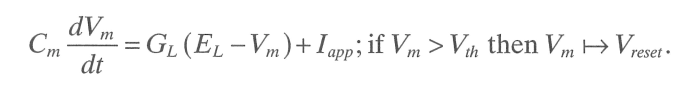 C_m dV_m/dt = G_L (E_L − V_m) + I_app; if V_m > V_th then V_m ↦ V_reset.